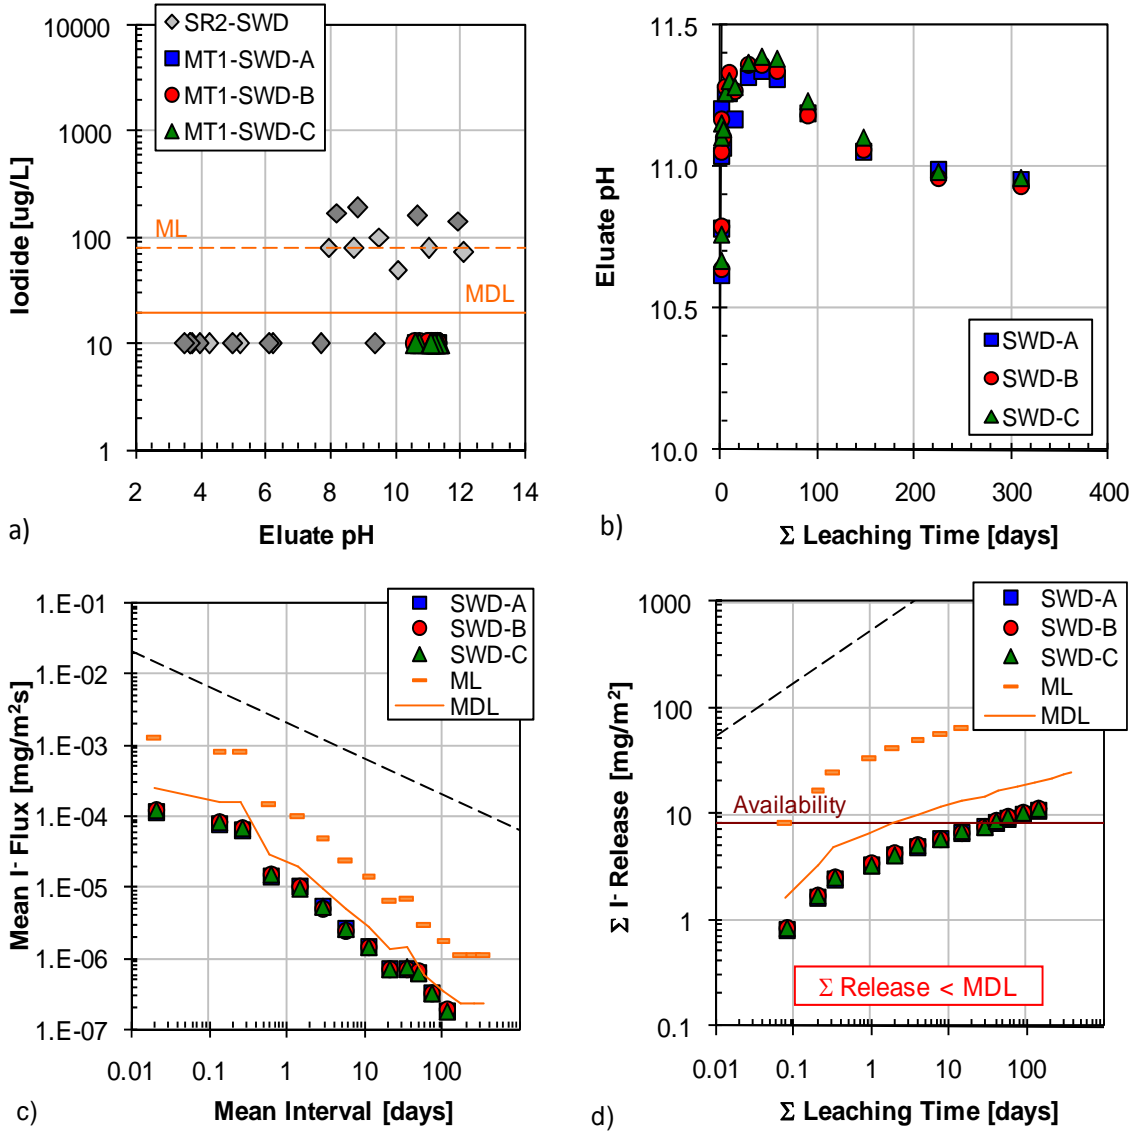 10000
1000
100
10
1
Iodide [ug/L]
SR2-SWD
MT1-SWD-A
MT1-SWD-B
MT1-SWD-C
ML
MDL
2 4 6 8 10 12 14
Eluate pH
a)
11.5
11.0
10.5
10.0
Eluate pH
SWD-A
SWD-B
SWD-C
0 100 200 300 400
Σ Leaching Time [days]
b)
1.E-01
1.E-02
1.E-03
1.E-04
1.E-05
1.E-06
1.E-07
Mean I⁻ Flux [mg/m²s]
SWD-A
SWD-B
SWD-C
ML
MDL
0.01 0.1 1 10 100
Mean Interval [days]
c)
1000
100
10
1
0.1
Σ I⁻ Release [mg/m²]
SWD-A
SWD-B
SWD-C
ML
MDL
Availability
Σ Release < MDL
0.01 0.1 1 10 100
Σ Leaching Time [days]
d)